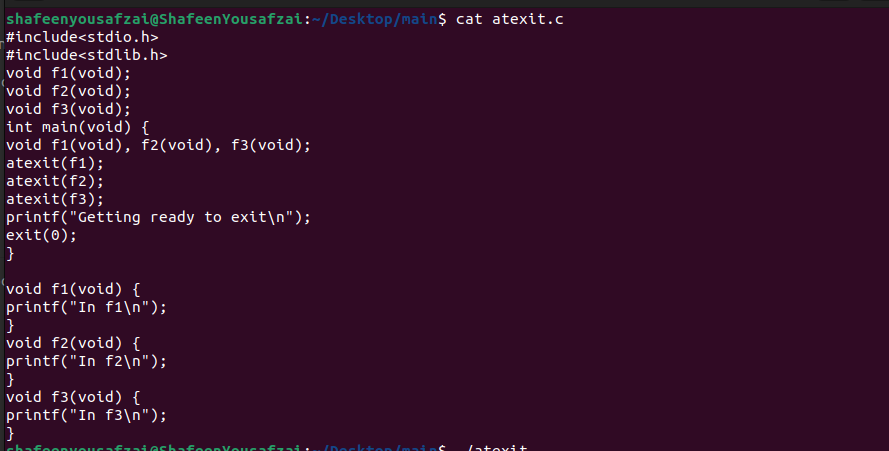 shafeenyousafzai@ShafeenYousafzai:~/Desktop/main$ cat atexit.c
#include<stdio.h>
#include<stdlib.h>
void f1(void);
void f2(void);
void f3(void);
int main(void) {
void f1(void), f2(void), f3(void);
atexit(f1);
atexit(f2);
atexit(f3);
printf("Getting ready to exit\n");
exit(0);
}

void f1(void) {
printf("In f1\n");
}
void f2(void) {
printf("In f2\n");
}
void f3(void) {
printf("In f3\n");
}
shafeenyousafzai@ShafeenYousafzai:~/Desktop/main$ ./atexit